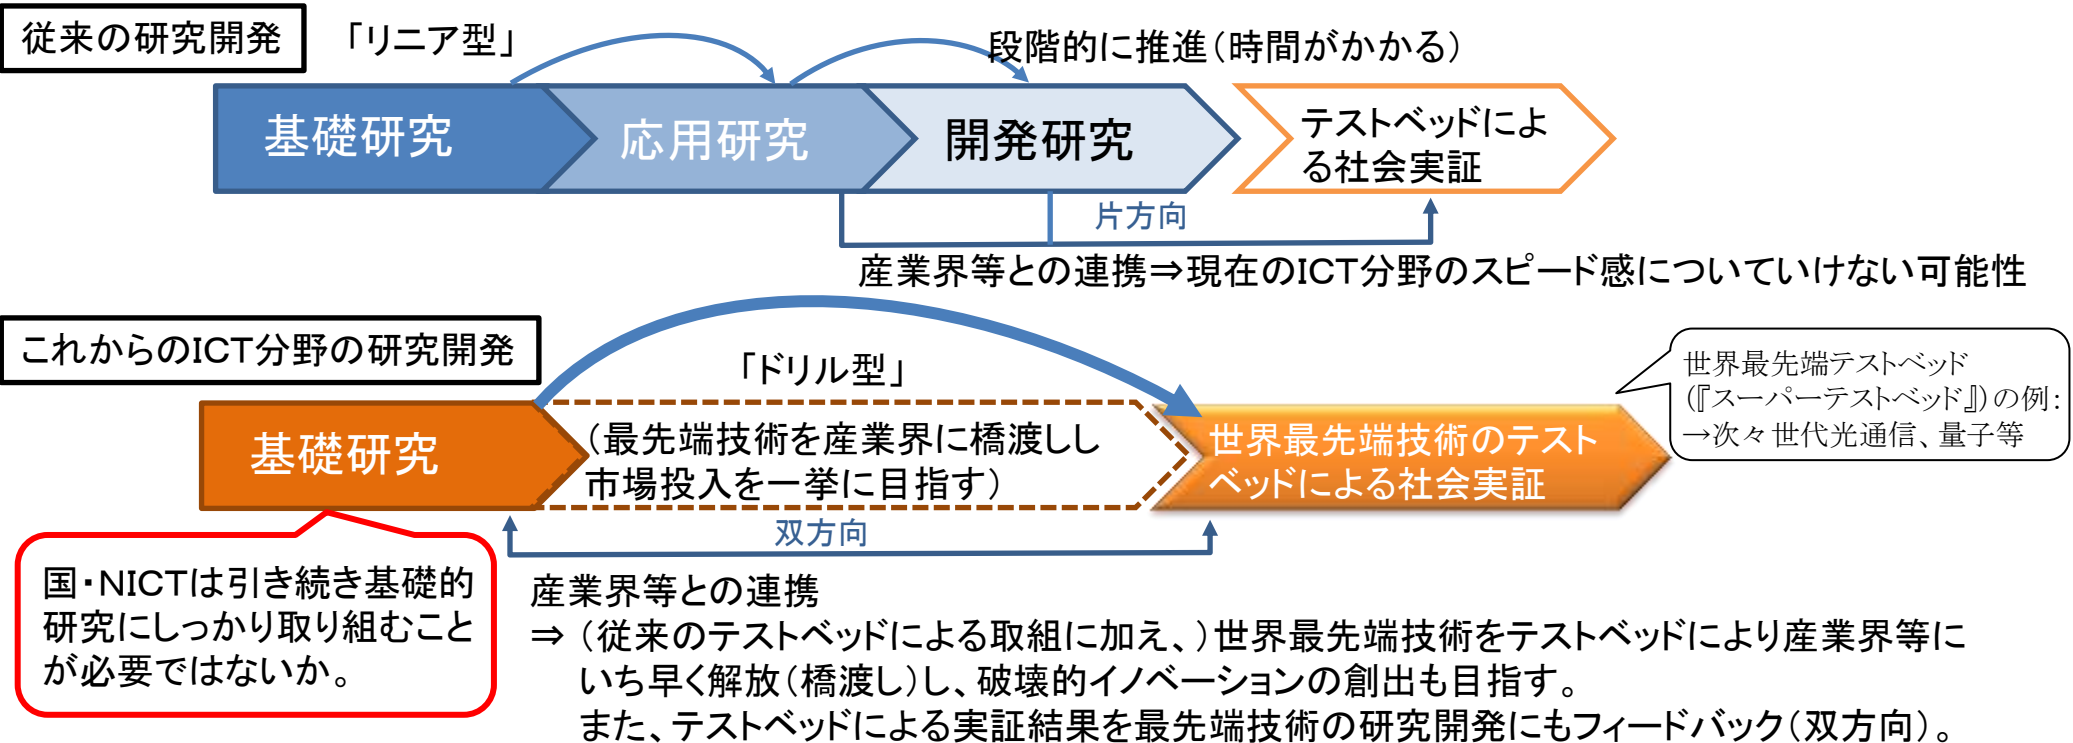 従来の研究開発
「リニア型」
段階的に推進（時間がかかる）
基礎研究
応用研究
開発研究
テストベッドによ
る社会実証
片方向
産業界等との連携⇒現在のICT分野のスピード感についていけない可能性
これからのICT分野の研究開発
「ドリル型」
世界最先端テストベッド
（『スーパーテストベッド』）の例：
→次々世代光通信、量子等
基礎研究
（最先端技術を産業界に橋渡しし
市場投入を一挙に目指す）
世界最先端技術のテスト
ベッドによる社会実証
双方向
国・NICTは引き続き基礎的
研究にしっかり取り組むこと
が必要ではないか。
産業界等との連携
⇒ （従来のテストベッドによる取組に加え、）世界最先端技術をテストベッドにより産業界等に
いち早く解放（橋渡し）し、破壊的イノベーションの創出も目指す。
また、テストベッドによる実証結果を最先端技術の研究開発にもフィードバック（双方向）。